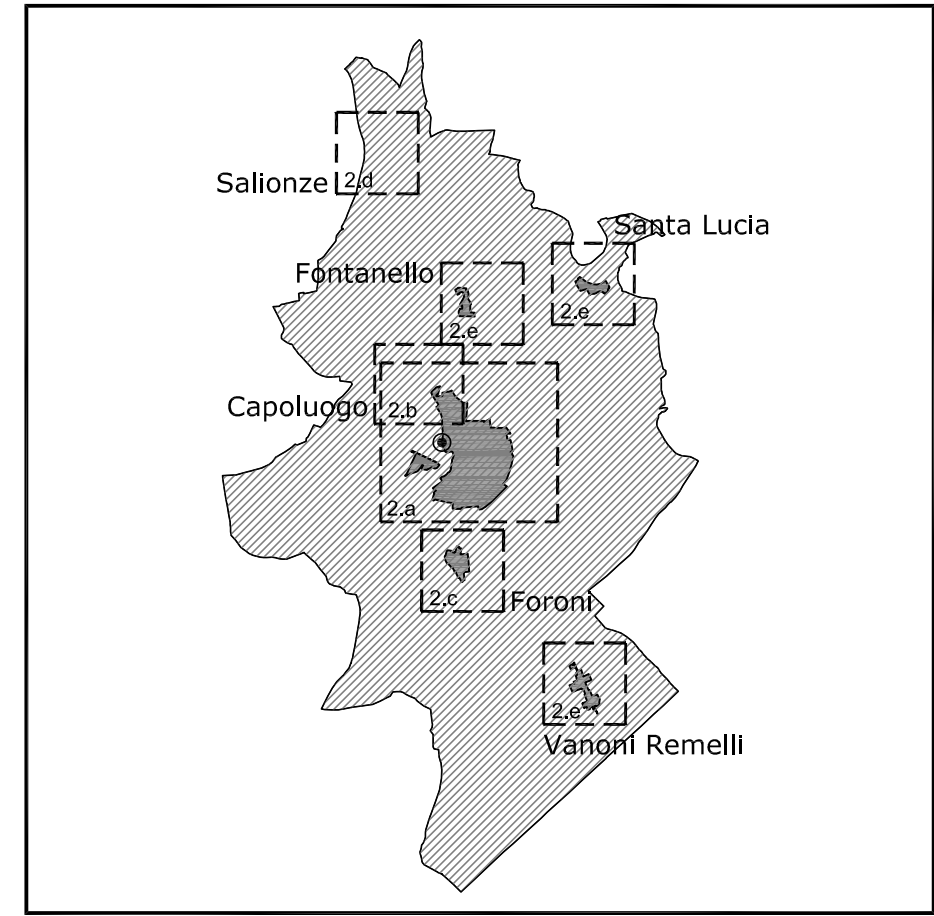 Salionze
2.d
Santa Lucia
Fontanello
2.e
2.e
Capoluogo
2.b
2.a
2.c
Foroni
2.e
Vanoni Remelli